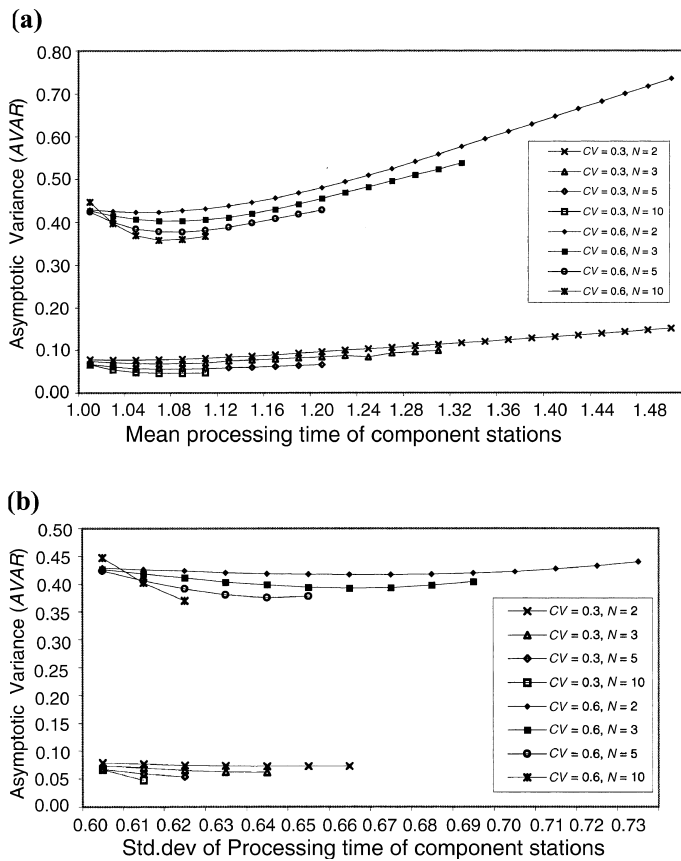 (a)
0.80
0.70
0.60
0.50
0.40
0.30
0.20
0.10
0.00
Asymptotic Variance (AVAR)
CV = 0.3, N = 2
CV = 0.3, N = 3
CV = 0.3, N = 5
CV = 0.3, N = 10
CV = 0.6, N = 2
CV = 0.6, N = 3
CV = 0.6, N = 5
CV = 0.6, N = 10
1.00 1.04 1.08 1.12 1.16 1.20 1.24 1.28 1.32 1.36 1.40 1.44 1.48
Mean processing time of component stations
(b)
0.50
0.45
0.40
0.35
0.30
0.25
0.20
0.15
0.10
0.05
0.00
Asymptotic Variance (AVAR)
CV = 0.3, N = 2
CV = 0.3, N = 3
CV = 0.3, N = 5
CV = 0.3, N = 10
CV = 0.6, N = 2
CV = 0.6, N = 3
CV = 0.6, N = 5
CV = 0.6, N = 10
0.60 0.61 0.62 0.63 0.64 0.65 0.66 0.67 0.68 0.69 0.70 0.71 0.72 0.73
Std.dev of Processing time of component stations